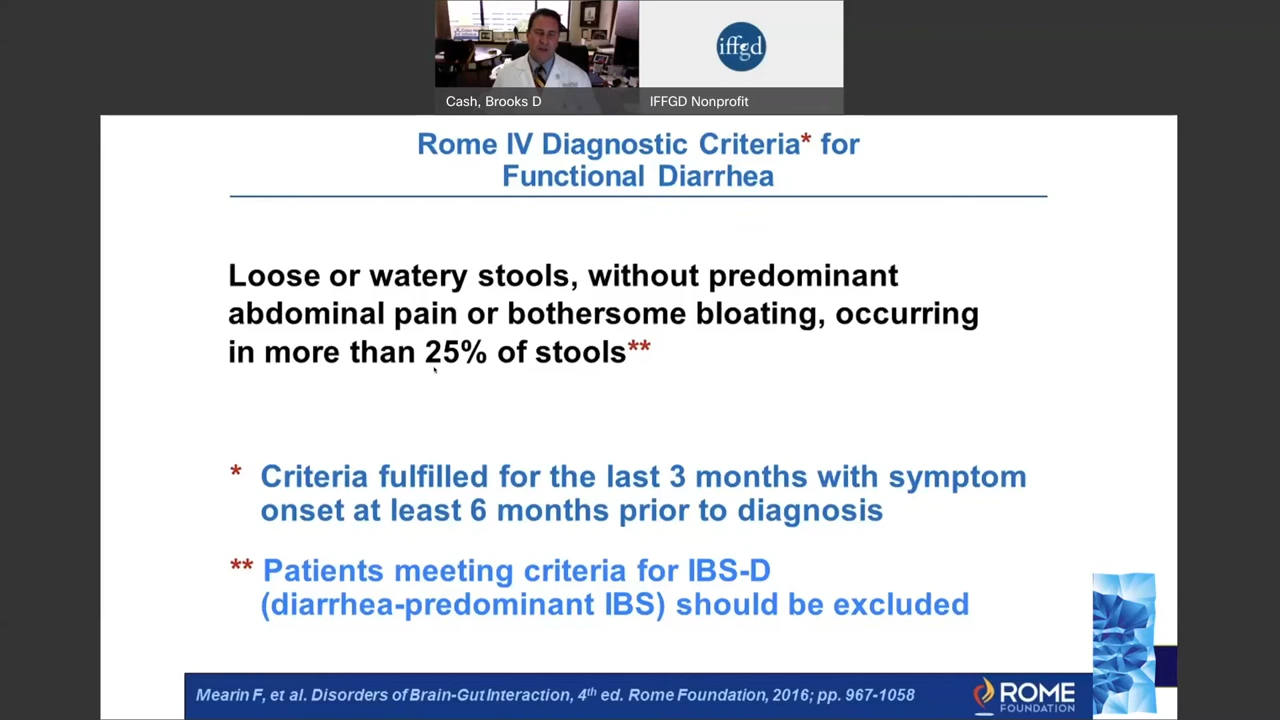 iffgd
Cash, Brooks D
IFFGD Nonprofit
Rome IV Diagnostic Criteria* for
Functional Diarrhea
Loose or watery stools, without predominant
abdominal pain or bothersome bloating, occurring
in more than 25% of stools**
* Criteria fulfilled for the last 3 months with symptom
onset at least 6 months prior to diagnosis
** Patients meeting criteria for IBS-D
(diarrhea-predominant IBS) should be excluded
Mearin F, et al. Disorders of Brain-Gut Interaction, 4th ed. Rome Foundation, 2016; pp. 967-1058
ROME
FOUNDATION